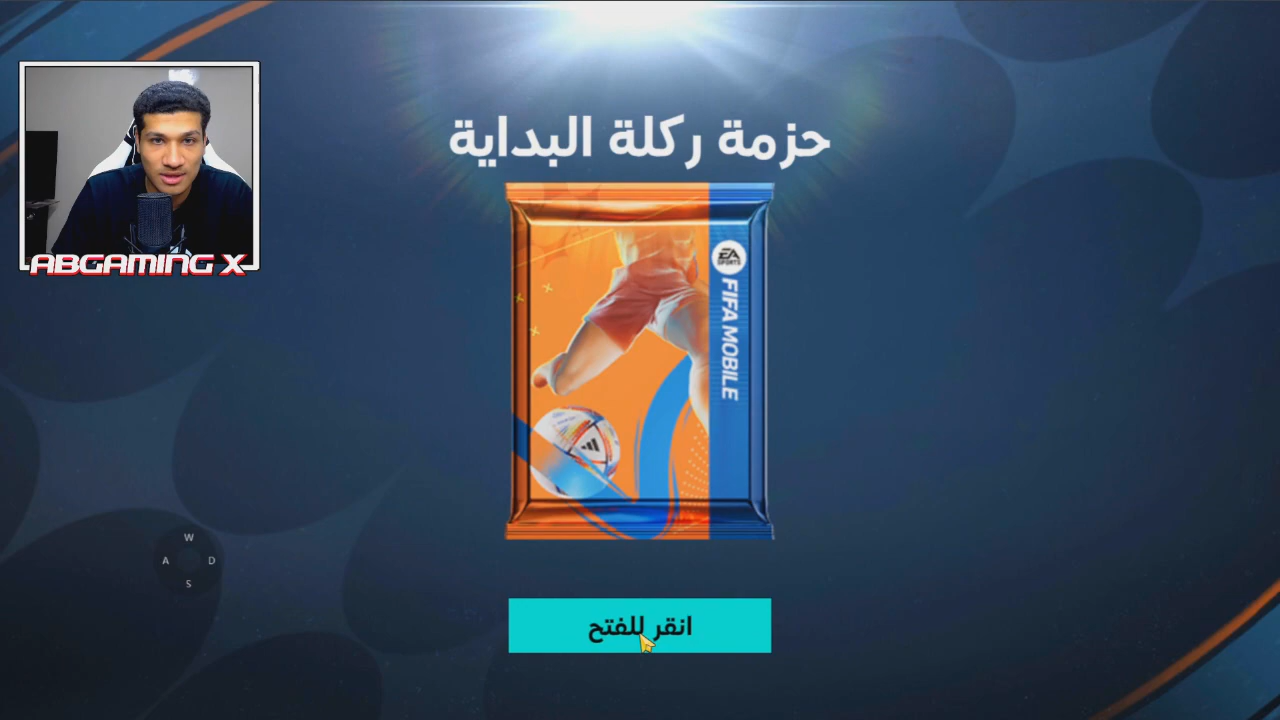 حزمة ركلة البداية
ABGAMING X
EA
SPORTS
FIFA MOBILE
W
A
D
S
انقر للفتح